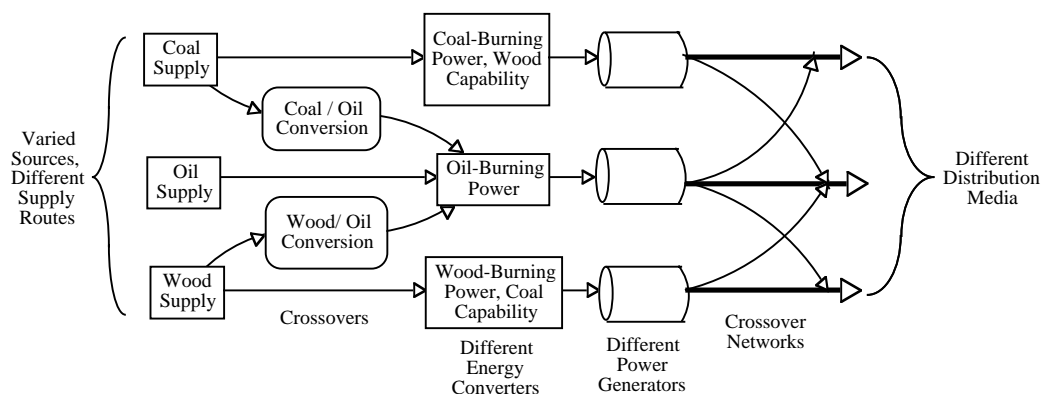 Varied
Sources,
Different
Supply
Routes
Coal
Supply
Coal / Oil
Conversion
Oil
Supply
Wood/ Oil
Conversion
Wood
Supply
Crossovers
Coal-Burning
Power, Wood
Capability
Oil-Burning
Power
Wood-Burning
Power, Coal
Capability
Different
Energy
Converters
Different
Power
Generators
Crossover
Networks
Different
Distribution
Media